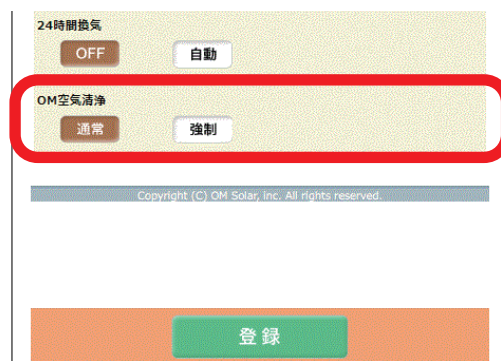 24時間換気
OFF 自動
OM空気清浄
通常 強制
Copyright (C) OM Solar, inc. All rights reserved.
登録